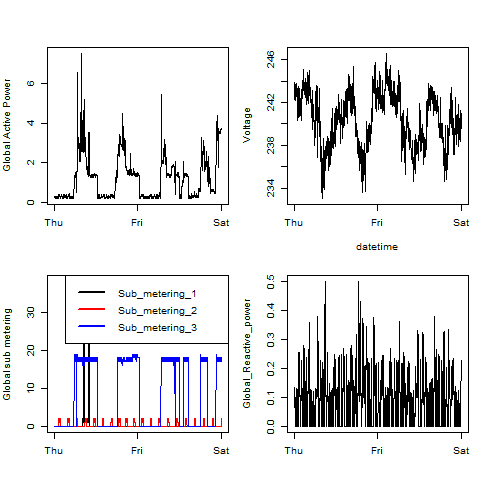 Global Active Power
0 2 4 6
Thu Fri Sat
Voltage
234 238 242 246
Thu Fri Sat
datetime
Global sub metering
0 10 20 30
Sub_metering_1
Sub_metering_2
Sub_metering_3
Thu Fri Sat
Global_Reactive_power
0.0 0.1 0.2 0.3 0.4 0.5
Thu Fri Sat